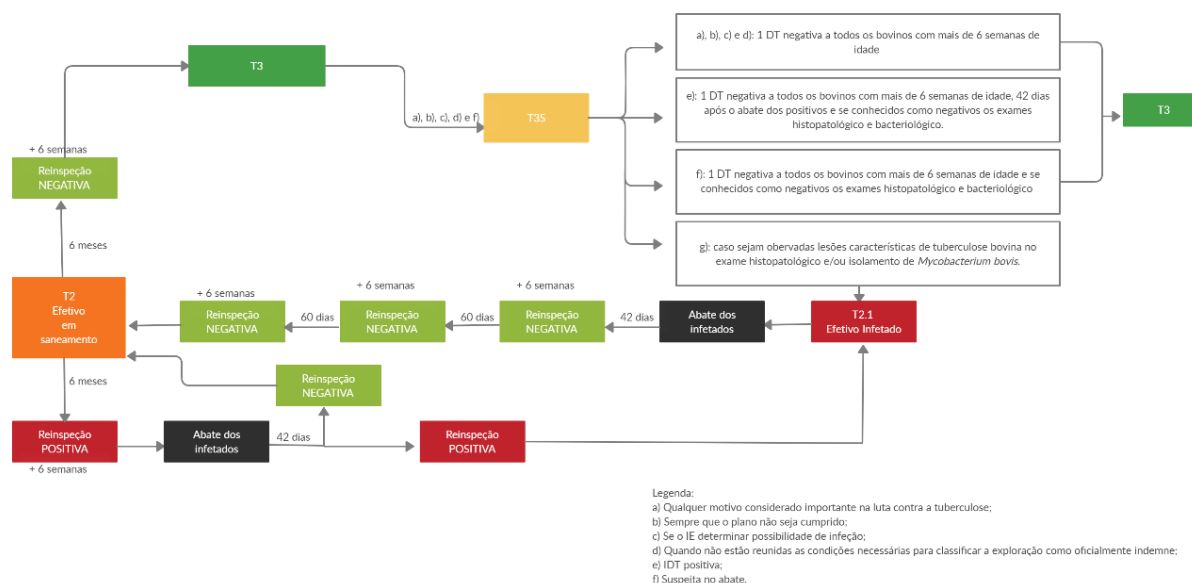 T3
a), b), c), d) e f)
T3S
a), b), c) e d): 1 DT negativa a todos os bovinos com mais de 6 semanas de
idade
e): 1 DT negativa a todos os bovinos com mais de 6 semanas de idade, 42 dias
após o abate dos positivos e se conhecidos como negativos os exames
histopatológico e bacteriológico.
f): 1 DT negativa a todos os bovinos com mais de 6 semanas de idade e se
conhecidos como negativos os exames histopatológico e bacteriológico
g): caso sejam obervadas lesões características de tuberculose bovina no
exame histopatológico e/ou isolamento de Mycobacterium bovis.
T3
+ 6 semanas
Reinspeção
NEGATIVA
6 meses
T2
Efetivo
em
saneamento
+ 6 semanas
Reinspeção
NEGATIVA
60 dias
+ 6 semanas
Reinspeção
NEGATIVA
60 dias
+ 6 semanas
Reinspeção
NEGATIVA
42 dias
Abate dos
infetados
T2.1
Efetivo Infetado
6 meses
Reinspeção
NEGATIVA
Reinspeção
POSITIVA
+ 6 semanas
Abate dos
infetados
42 dias
Reinspeção
POSITIVA
Legenda:
a) Qualquer motivo considerado importante na luta contra a tuberculose;
b) Sempre que o plano não seja cumprido;
c) Se o IE determinar possibilidade de infeção;
d) Quando não estão reunidas as condições necessárias para classificar a exploração como oficialmente indemne;
e) IDT positiva;
f) Suspeita no abate.